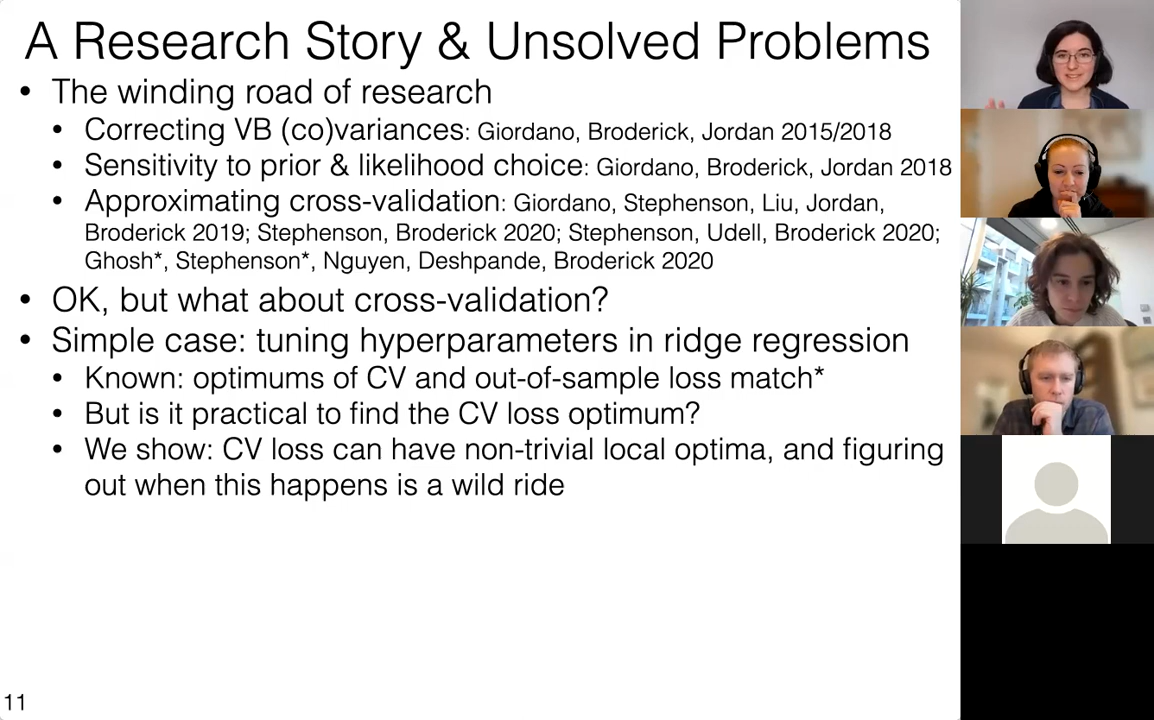 A Research Story & Unsolved Problems
• The winding road of research
• Correcting VB (co)variances: Giordano, Broderick, Jordan 2015/2018
• Sensitivity to prior & likelihood choice: Giordano, Broderick, Jordan 2018
• Approximating cross-validation: Giordano, Stephenson, Liu, Jordan,
Broderick 2019; Stephenson, Broderick 2020; Stephenson, Udell, Broderick 2020;
Ghosh*, Stephenson*, Nguyen, Deshpande, Broderick 2020
• OK, but what about cross-validation?
• Simple case: tuning hyperparameters in ridge regression
• Known: optimums of CV and out-of-sample loss match*
• But is it practical to find the CV loss optimum?
• We show: CV loss can have non-trivial local optima, and figuring
out when this happens is a wild ride
11